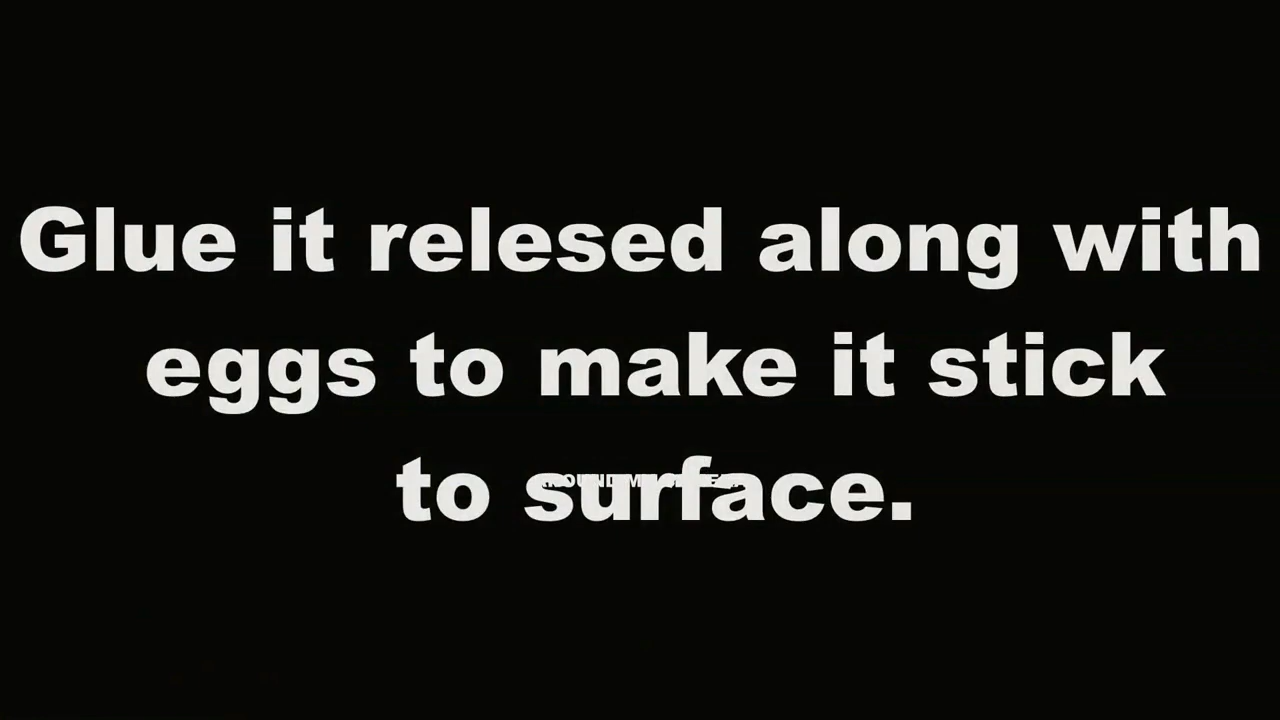 Glue it relesed along with
eggs to make it stick
to surface.